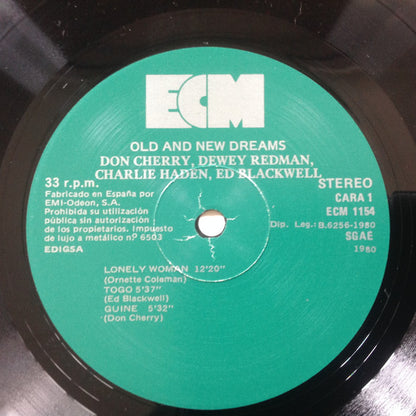 ECM
OLD AND NEW DREAMS
DON CHERRY, DEWEY REDMAN,
CHARLIE HADEN, ED BLACKWELL
33 r.p.m.
Fabricado en España por
EMI-Odeon, S.A.
Prohibida su utilización
pública sin autorización
de los propietarios. Impuesto
de lujo a metálico nº 6503
EDIGSA
STEREO
CARA 1
ECM 1154
Dip. Leg.: B.6256-1980
SGAE
1980
LONELY WOMAN 12'20"
(Ornette Coleman)
TOGO 5'37"
(Ed Blackwell)
GUINE 5'32"
(Don Cherry)